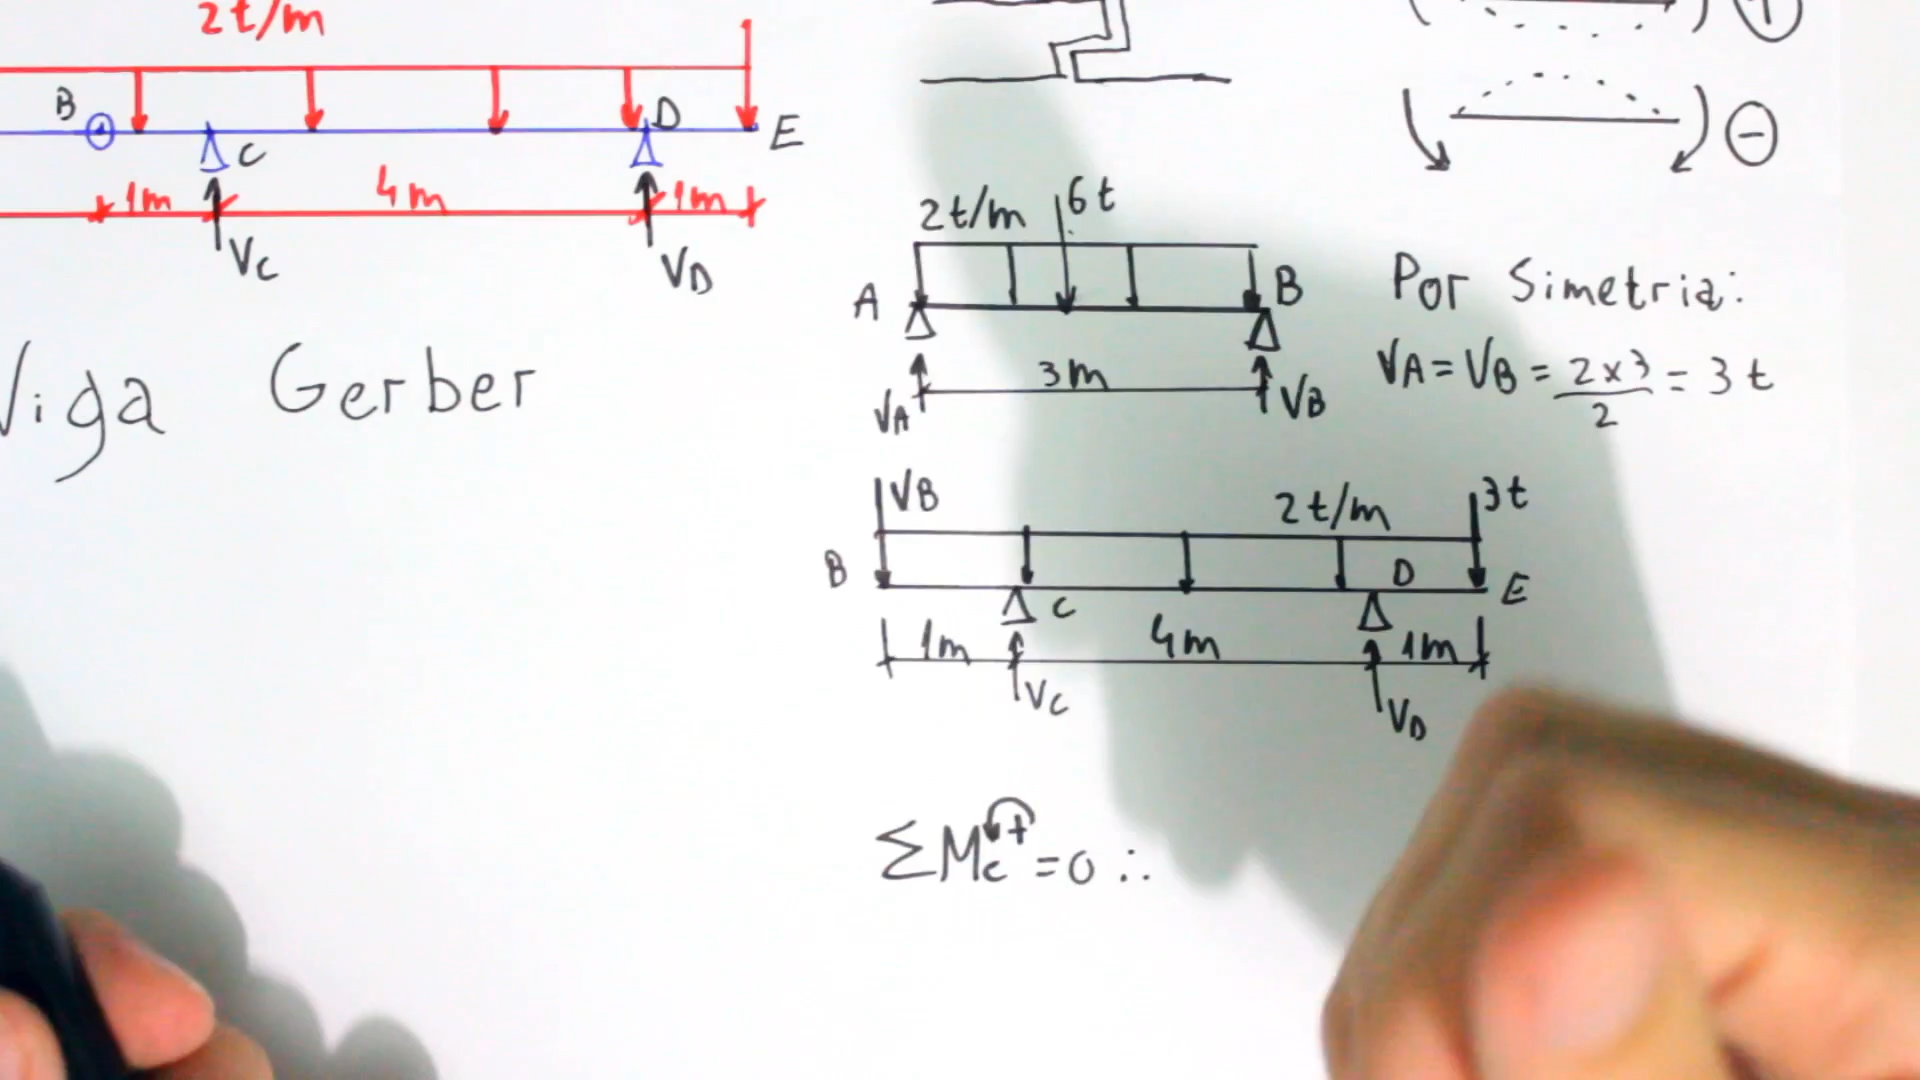 2t/m
B
D
E
C
1m
4m
1m
VC
VD
Viga Gerber
+
-
2t/m
6t
A
B
3m
VA
VB
Por Simetria:
VA = VB = 2x3/2 = 3t
VB
2t/m
3t
B
D
E
C
1m
4m
1m
VC
VD
ΣMc + = 0 ∴